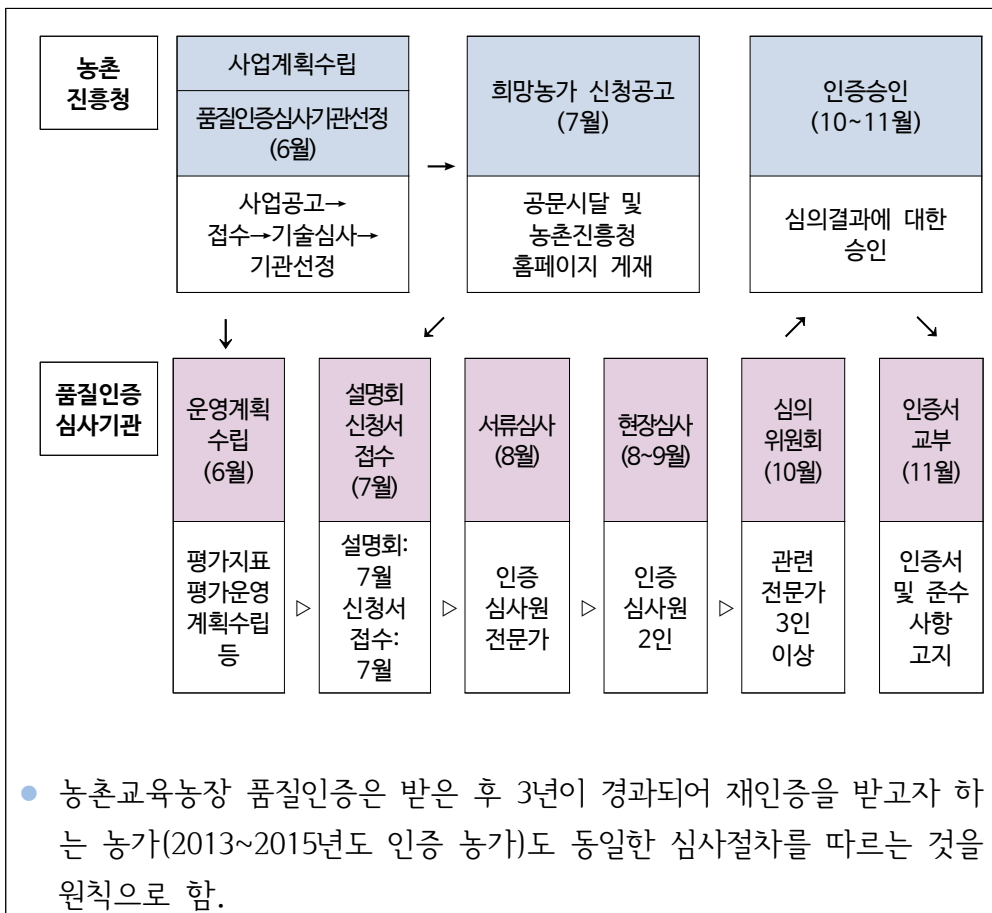 농촌
진흥청
사업계획수립
품질인증심사기관선정
(6월)
사업공고→
접수→기술심사→
기관선정
→
희망농가 신청공고
(7월)
공문시달 및
농촌진흥청
홈페이지 게재
인증승인
(10~11월)
심의결과에 대한
승인
↓
↙
↗
↘
품질인증
심사기관
운영계획
수립
(6월)
평가지표
평가운영
계획수립
등
▷
설명회
신청서
접수
(7월)
설명회:
7월
신청서
접수:
7월
▷
서류심사
(8월)
인증
심사원
전문가
▷
현장심사
(8~9월)
인증
심사원
2인
▷
심의
위원회
(10월)
관련
전문가
3인
이상
인증서
교부
(11월)
인증서
및 준수
사항
고지
● 농촌교육농장 품질인증은 받은 후 3년이 경과되어 재인증을 받고자 하
는 농가(2013~2015년도 인증 농가)도 동일한 심사절차를 따르는 것을
원칙으로 함.